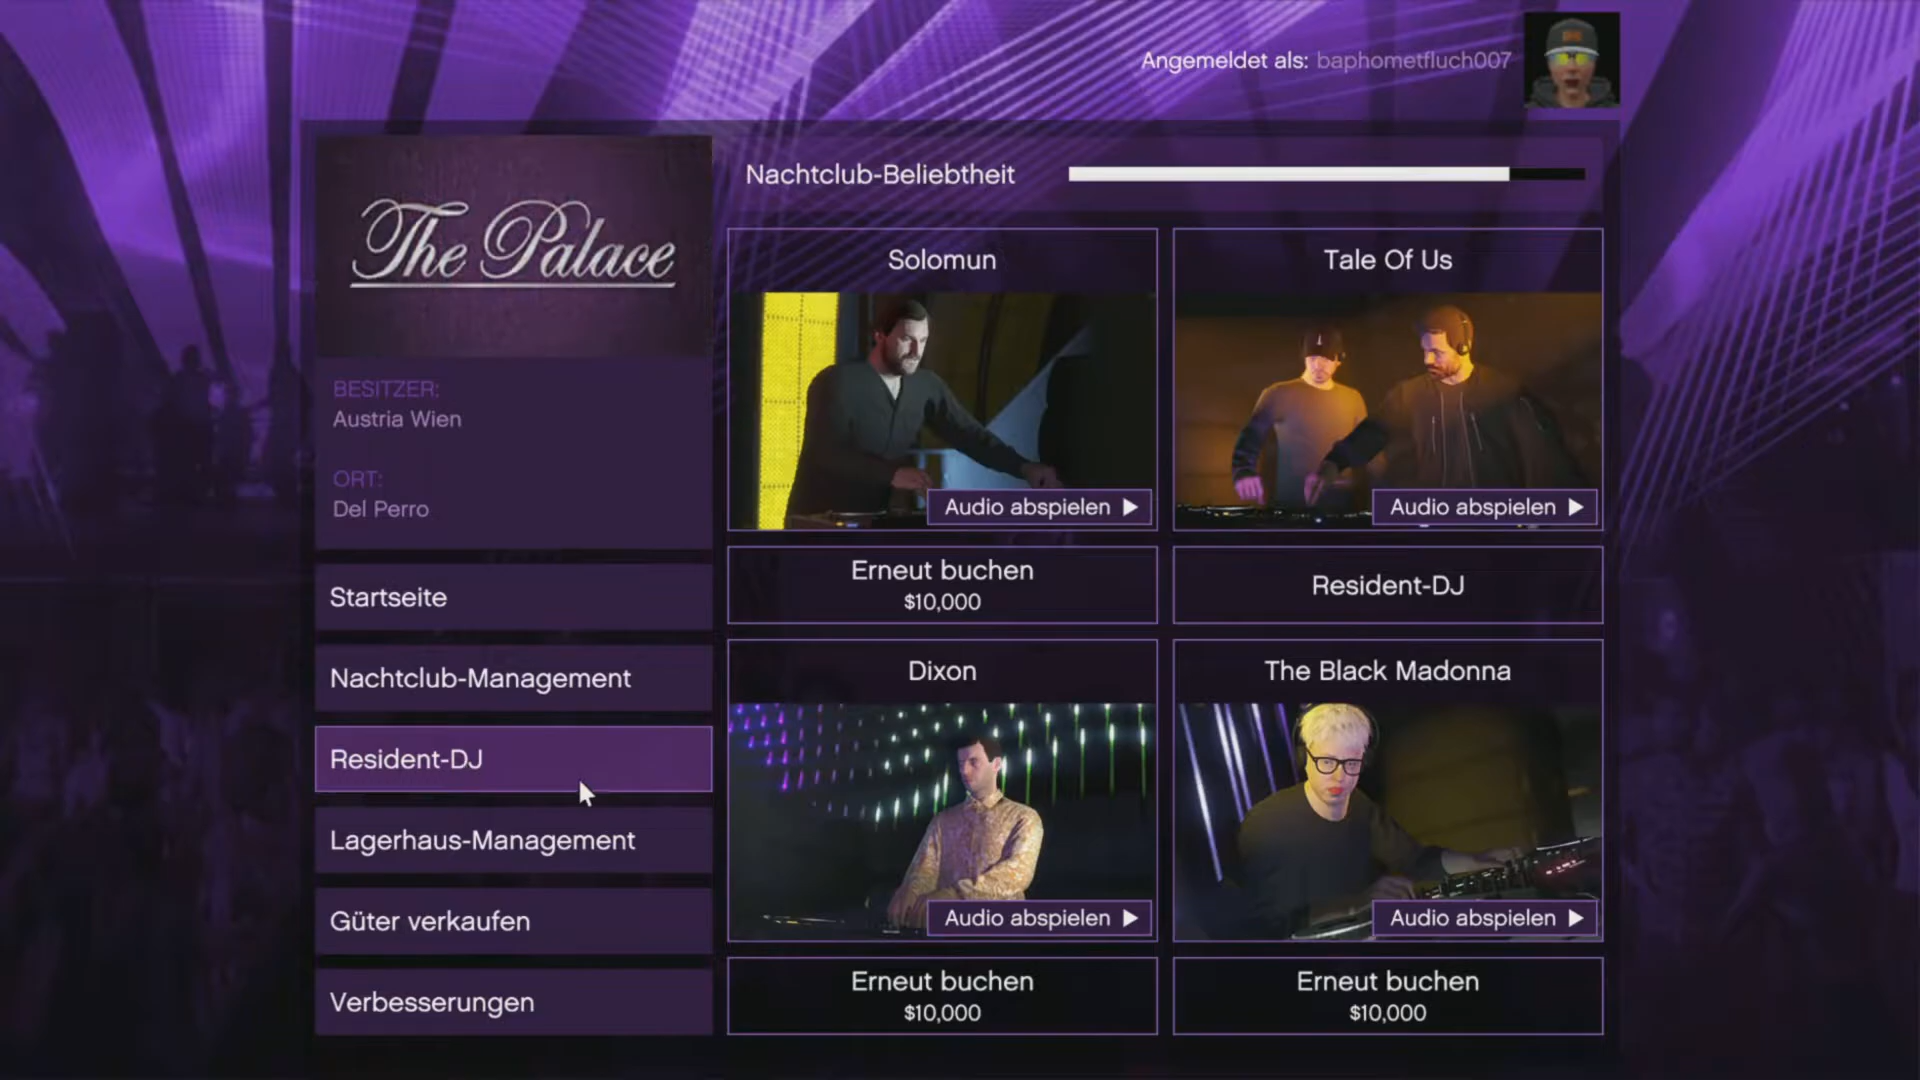 Angemeldet als: baphometfluch007
The Palace
BESITZER:
Austria Wien
ORT:
Del Perro
Startseite
Nachtclub-Management
Resident-DJ
Lagerhaus-Management
Güter verkaufen
Verbesserungen
Nachtclub-Beliebtheit
Solomun
Audio abspielen
Erneut buchen
$10,000
Tale Of Us
Audio abspielen
Resident-DJ
Dixon
Audio abspielen
Erneut buchen
$10,000
The Black Madonna
Audio abspielen
Erneut buchen
$10,000